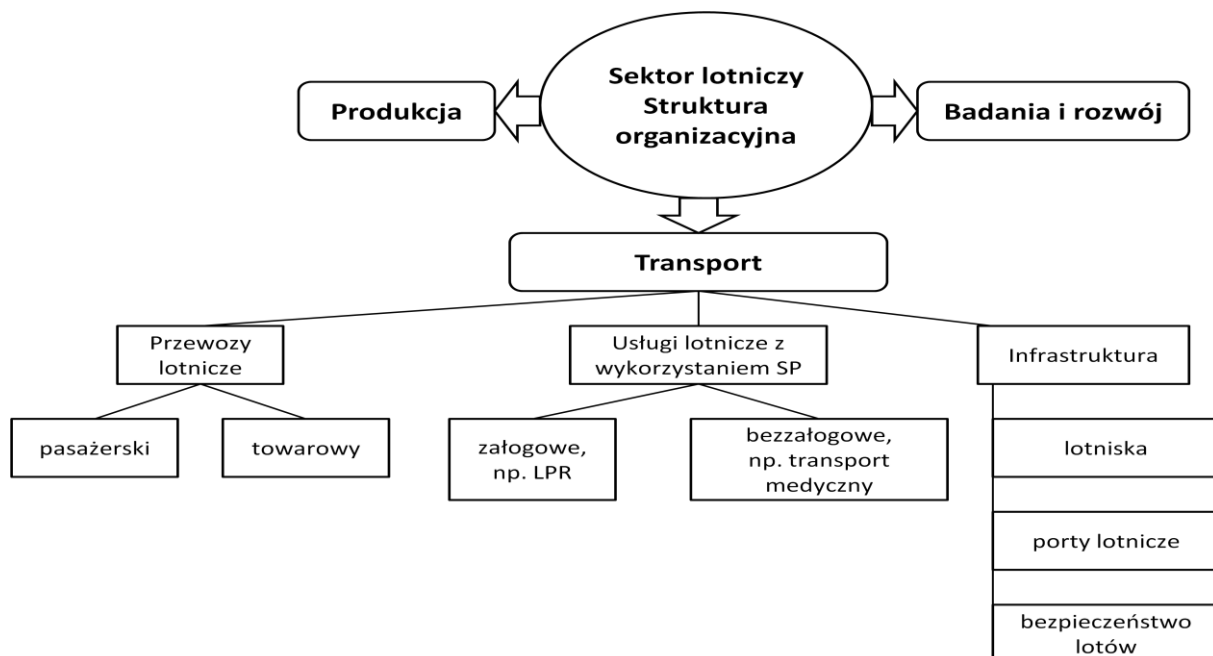 Sektor lotniczy
Struktura
organizacyjna
Produkcja
Badania i rozwój
Transport
Przewozy
lotnicze
Usługi lotnicze z
wykorzystaniem SP
Infrastruktura
pasażerski
towarowy
załogowe,
np. LPR
bezzałogowe,
np. transport
medyczny
lotniska
porty lotnicze
bezpieczeństwo
lotów